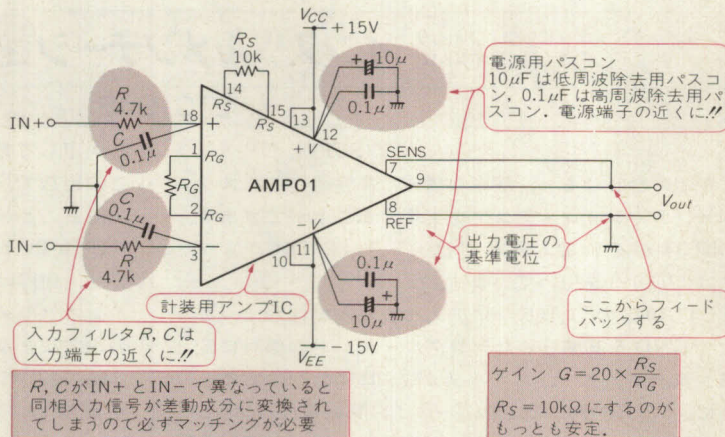 VCC +15V
RS
10k
+ 10μ
0.1μ
14
RS
15
RS
13
12
+V
R
4.7k
IN+
18
+
C
0.1μ
1
RG
RG
2
RG
AMP01
SENS
7
9
8
REF
Vout
C
0.1μ
IN-
R
4.7k
3
−
−V
11
10
0.1μ
+
10μ
VEE -15V
電源用パスコン
10μFは低周波除去用パスコ
ン,0.1μFは高周波除去用パ
スコン.電源端子の近くに!!
出力電圧の
基準電位
計装用アンプIC
ここからフィード
バックする
入力フィルタR, Cは
入力端子の近くに!!
R, CがIN+とIN-で異なっていると
同相入力信号が差動成分に変換され
てしまうので必ずマッチングが必要
ゲイン G=20×RS/RG
RS=10kΩにするのが
もっとも安定.